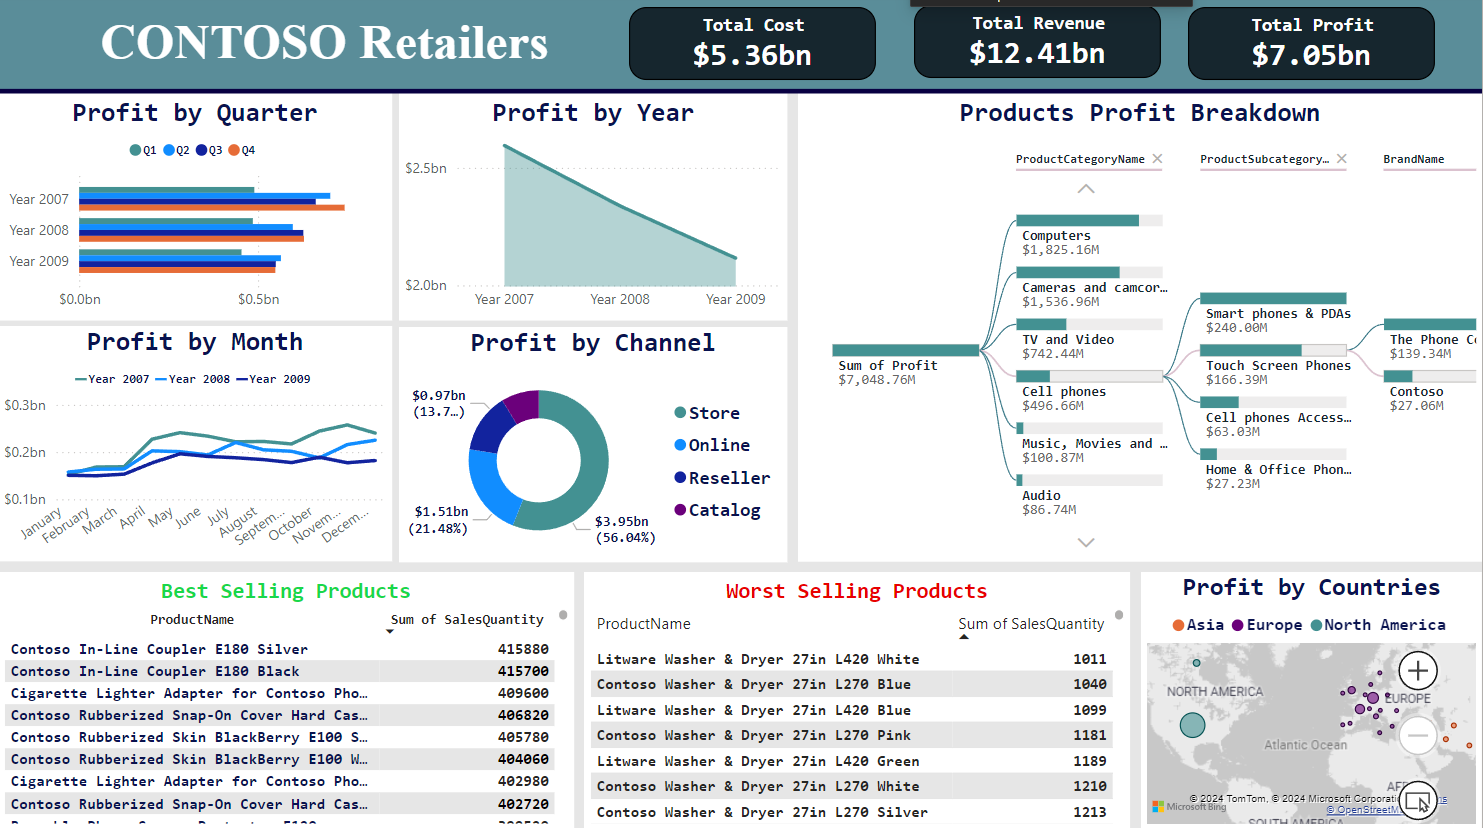 CONTOSO Retailers
Total Cost
$5.36bn
Total Revenue
$12.41bn
Total Profit
$7.05bn
Profit by Quarter
Q1 Q2 Q3 Q4
Year 2007
Year 2008
Year 2009
$0.0bn $0.5bn
Profit by Year
$2.5bn
$2.0bn
Year 2007 Year 2008 Year 2009
Products Profit Breakdown
ProductCategoryName ProductSubcategory... BrandName
Sum of Profit
$7,048.76M
Computers
$1,825.16M
Cameras and camcor...
$1,536.96M
TV and Video
$742.44M
Cell phones
$496.66M
Music, Movies and ...
$100.87M
Audio
$86.74M
Smart phones & PDAs
$240.00M
Touch Screen Phones
$166.39M
Cell phones Access...
$63.03M
Home & Office Phon...
$27.23M
The Phone Co
$139.34M
Contoso
$27.06M
Profit by Month
Year 2007 Year 2008 Year 2009
$0.3bn
$0.2bn
$0.1bn
January February March April May June July August Septem... October Novem... Decem...
Profit by Channel
$0.97bn
(13.7...)
$1.51bn
(21.48%)
$3.95bn
(56.04%)
Store
Online
Reseller
Catalog
Best Selling Products
ProductName Sum of SalesQuantity
Contoso In-Line Coupler E180 Silver 415880
Contoso In-Line Coupler E180 Black 415700
Cigarette Lighter Adapter for Contoso Pho... 409600
Contoso Rubberized Snap-On Cover Hard Cas... 406820
Contoso Rubberized Skin BlackBerry E100 S... 405780
Contoso Rubberized Skin BlackBerry E100 W... 404060
Cigarette Lighter Adapter for Contoso Pho... 402980
Contoso Rubberized Snap-On Cover Hard Cas... 402720
Worst Selling Products
ProductName Sum of SalesQuantity
Litware Washer & Dryer 27in L420 White 1011
Contoso Washer & Dryer 27in L270 Blue 1040
Litware Washer & Dryer 27in L420 Blue 1099
Contoso Washer & Dryer 27in L270 Pink 1181
Litware Washer & Dryer 27in L420 Green 1189
Contoso Washer & Dryer 27in L270 White 1210
Contoso Washer & Dryer 27in L270 Silver 1213
Profit by Countries
Asia Europe North America
NORTH AMERICA
EUROPE
Atlantic Ocean
AF
© 2024 TomTom, © 2024 Microsoft Corporati
Microsoft Bing
© OpenStreetM
SOUTH AMERICA